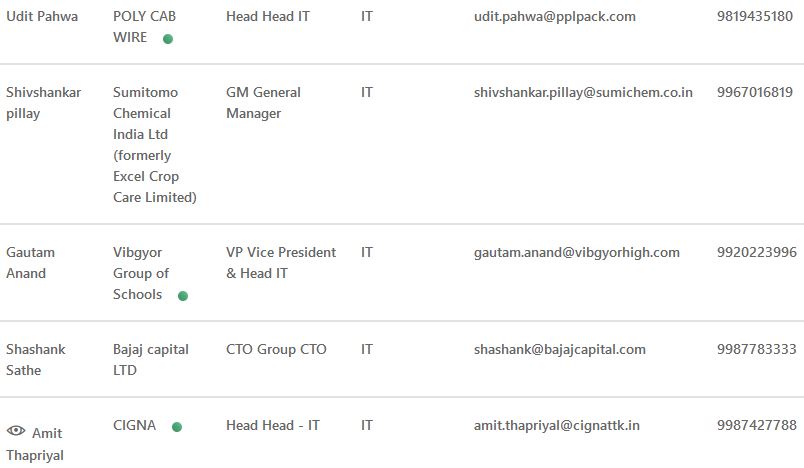 Udit Pahwa POLY CAB Head Head IT IT udit.pahwa@pplpack.com 9819435180
WIRE
Shivshankar Sumitomo GM General IT shivshankar.pillay@sumichem.co.in 9967016819
pillay Chemical Manager
India Ltd
(formerly
Excel Crop
Care Limited)
Gautam Vibgyor VP Vice President IT gautam.anand@vibgyorhigh.com 9920223996
Anand Group of & Head IT
Schools
Shashank Bajaj capital CTO Group CTO IT shashank@bajajcapital.com 9987783333
Sathe LTD
Amit CIGNA Head Head - IT IT amit.thapriyal@cignattk.in 9987427788
Thapriyal